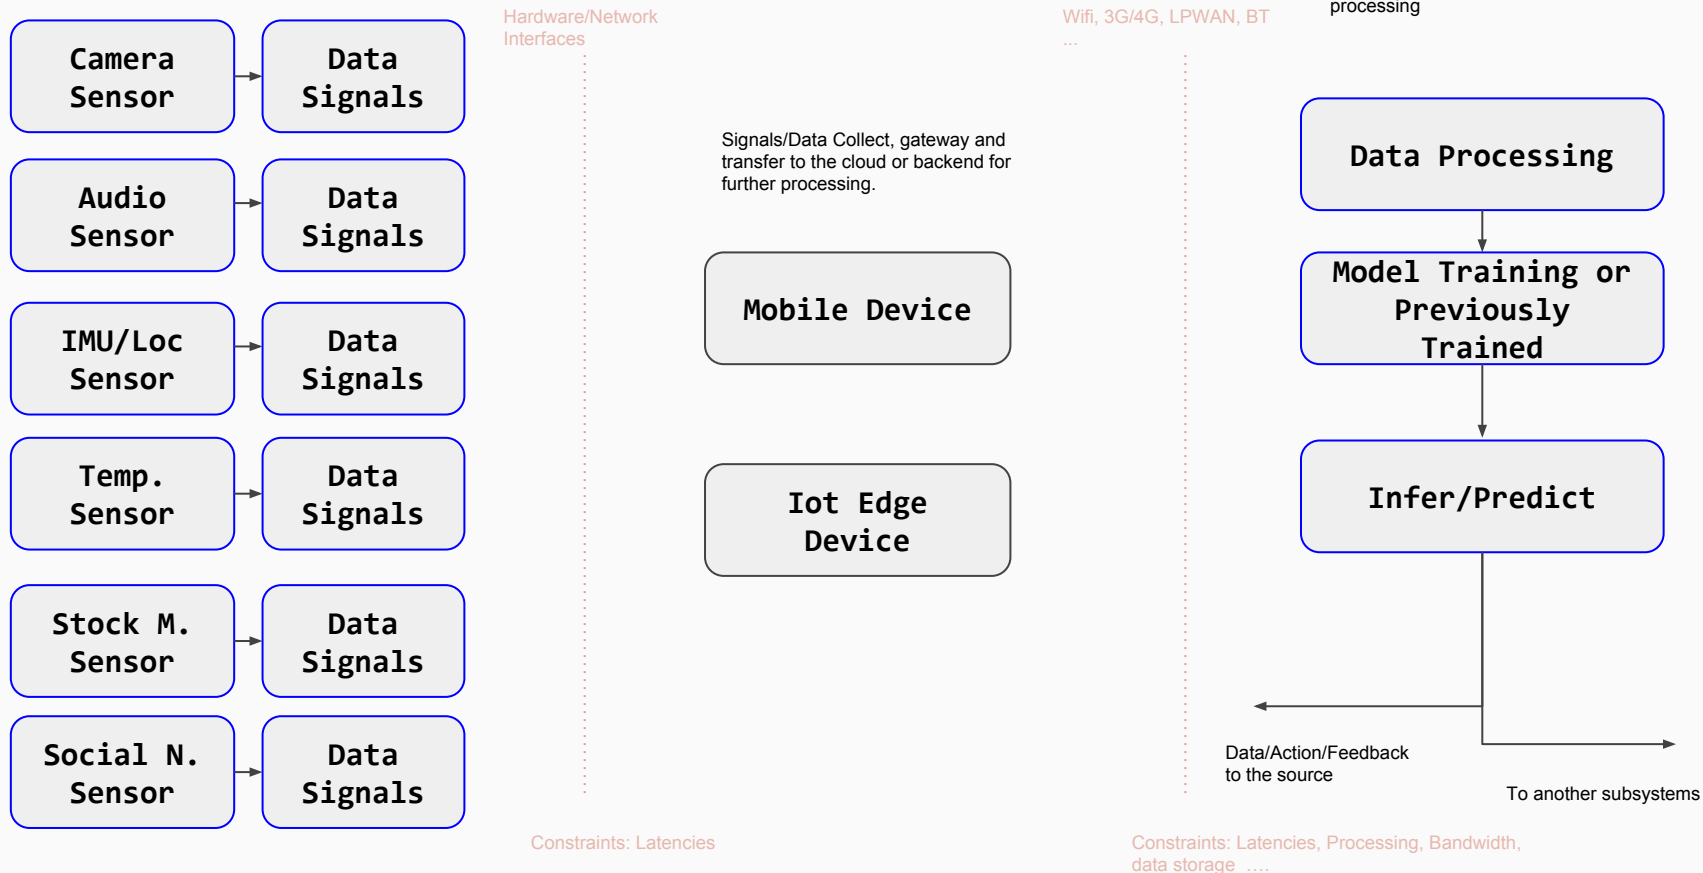 Hardware/Network
Interfaces
Wifi, 3G/4G, LPWAN, BT
...
processing
Camera
Sensor
Data
Signals
Audio
Sensor
Data
Signals
IMU/Loc
Sensor
Data
Signals
Temp.
Sensor
Data
Signals
Stock M.
Sensor
Data
Signals
Social N.
Sensor
Data
Signals
Signals/Data Collect, gateway and
transfer to the cloud or backend for
further processing.
Mobile Device
Iot Edge
Device
Data Processing
Model Training or
Previously
Trained
Infer/Predict
Data/Action/Feedback
to the source
To another subsystems
Constraints: Latencies
Constraints: Latencies, Processing, Bandwidth,
data storage ....